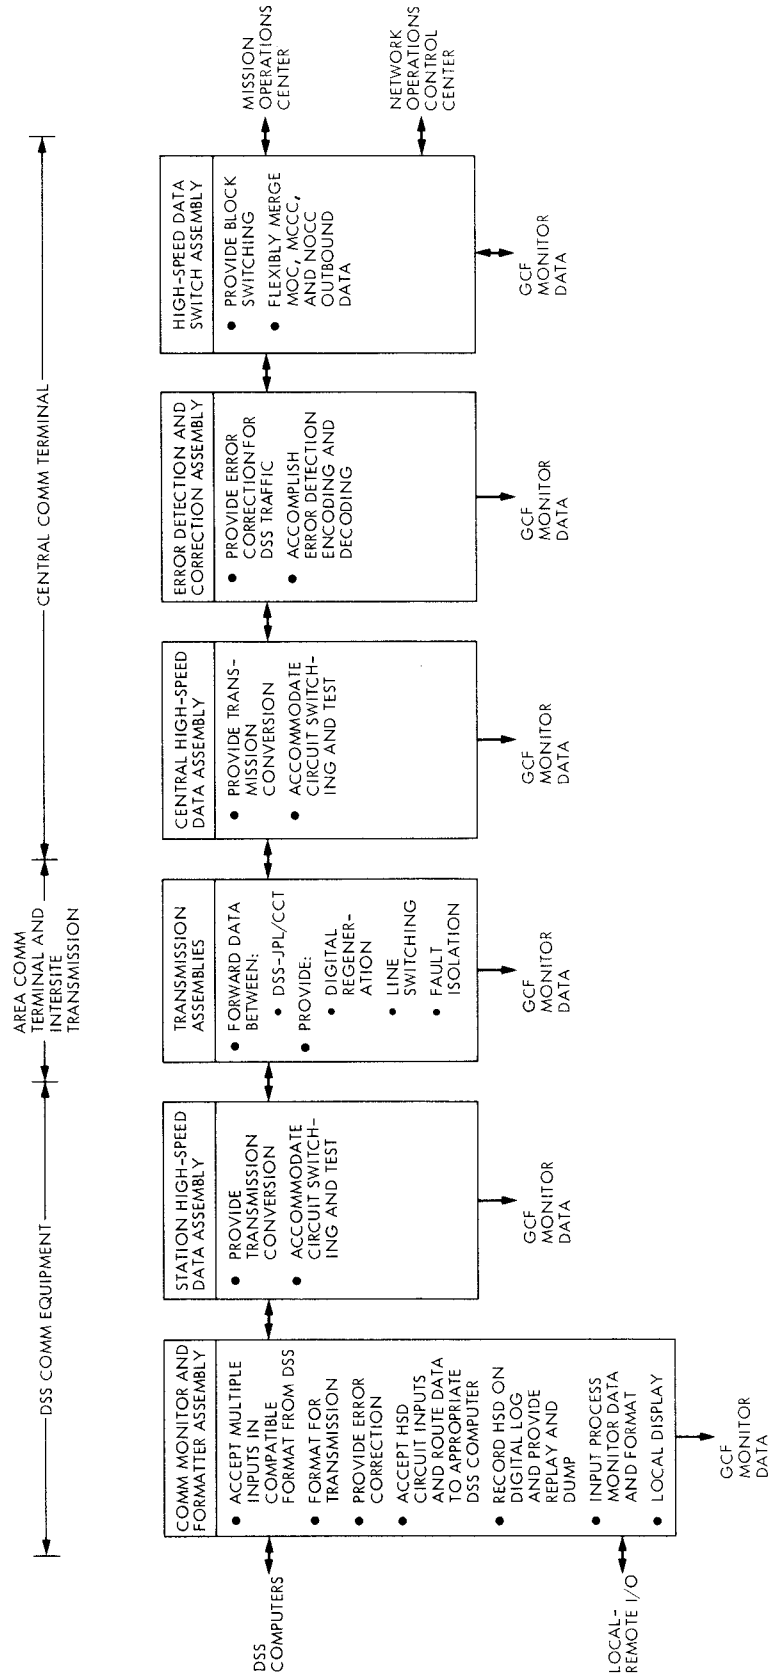 DSS COMM EQUIPMENT
AREA COMM
TERMINAL AND
INTERSITE
TRANSMISSION
CENTRAL COMM TERMINAL
DSS
COMPUTERS
LOCAL-
REMOTE I/O
COMM MONITOR AND
FORMATTER ASSEMBLY
• ACCEPT MULTIPLE
INPUTS IN
COMPATIBLE
FORMAT FROM DSS
• FORMAT FOR
TRANSMISSION
• PROVIDE ERROR
CORRECTION
• ACCEPT HSD
CIRCUIT INPUTS
AND ROUTE DATA
TO APPROPRIATE
DSS COMPUTER
• RECORD HSD ON
DIGITAL LOG
AND PROVIDE
REPLAY AND
DUMP
• INPUT PROCESS
MONITOR DATA
AND FORMAT
• LOCAL DISPLAY
GCF
MONITOR
DATA
STATION HIGH-SPEED
DATA ASSEMBLY
• PROVIDE
TRANSMISSION
CONVERSION
• ACCOMMODATE
CIRCUIT SWITCH-
ING AND TEST
GCF
MONITOR
DATA
TRANSMISSION
ASSEMBLIES
• FORWARD DATA
BETWEEN:
• DSS-JPL/CCT
• PROVIDE:
• DIGITAL
REGENER-
ATION
• LINE
SWITCHING
• FAULT
ISOLATION
GCF
MONITOR
DATA
CENTRAL HIGH-SPEED
DATA ASSEMBLY
• PROVIDE TRANS-
MISSION
CONVERSION
• ACCOMMODATE
CIRCUIT SWITCH-
ING AND TEST
GCF
MONITOR
DATA
ERROR DETECTION AND
CORRECTION ASSEMBLY
• PROVIDE ERROR
CORRECTION FOR
DSS TRAFFIC
• ACCOMPLISH
ERROR DETECTION
ENCODING AND
DECODING
GCF
MONITOR
DATA
HIGH-SPEED DATA
SWITCH ASSEMBLY
• PROVIDE BLOCK
SWITCHING
• FLEXIBLY MERGE
MOC, MCCC,
AND NOCC
OUTBOUND
DATA
GCF
MONITOR
DATA
MISSION
OPERATIONS
CENTER
NETWORK
OPERATIONS
CONTROL
CENTER